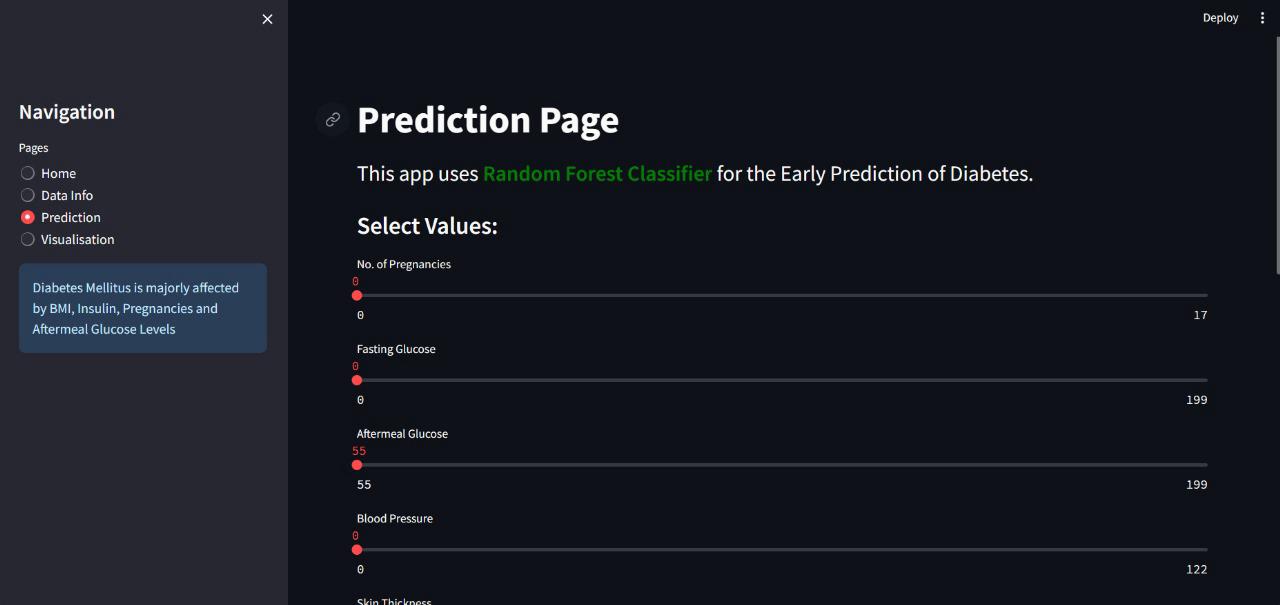 Deploy
Navigation
Pages
Home
Data Info
Prediction
Visualisation
Diabetes Mellitus is majorly affected
by BMI, Insulin, Pregnancies and
Aftermeal Glucose Levels
Prediction Page
This app uses Random Forest Classifier for the Early Prediction of Diabetes.
Select Values:
No. of Pregnancies
0
0 17
Fasting Glucose
0
0 199
Aftermeal Glucose
55
55 199
Blood Pressure
0
0 122
Skin Thickness